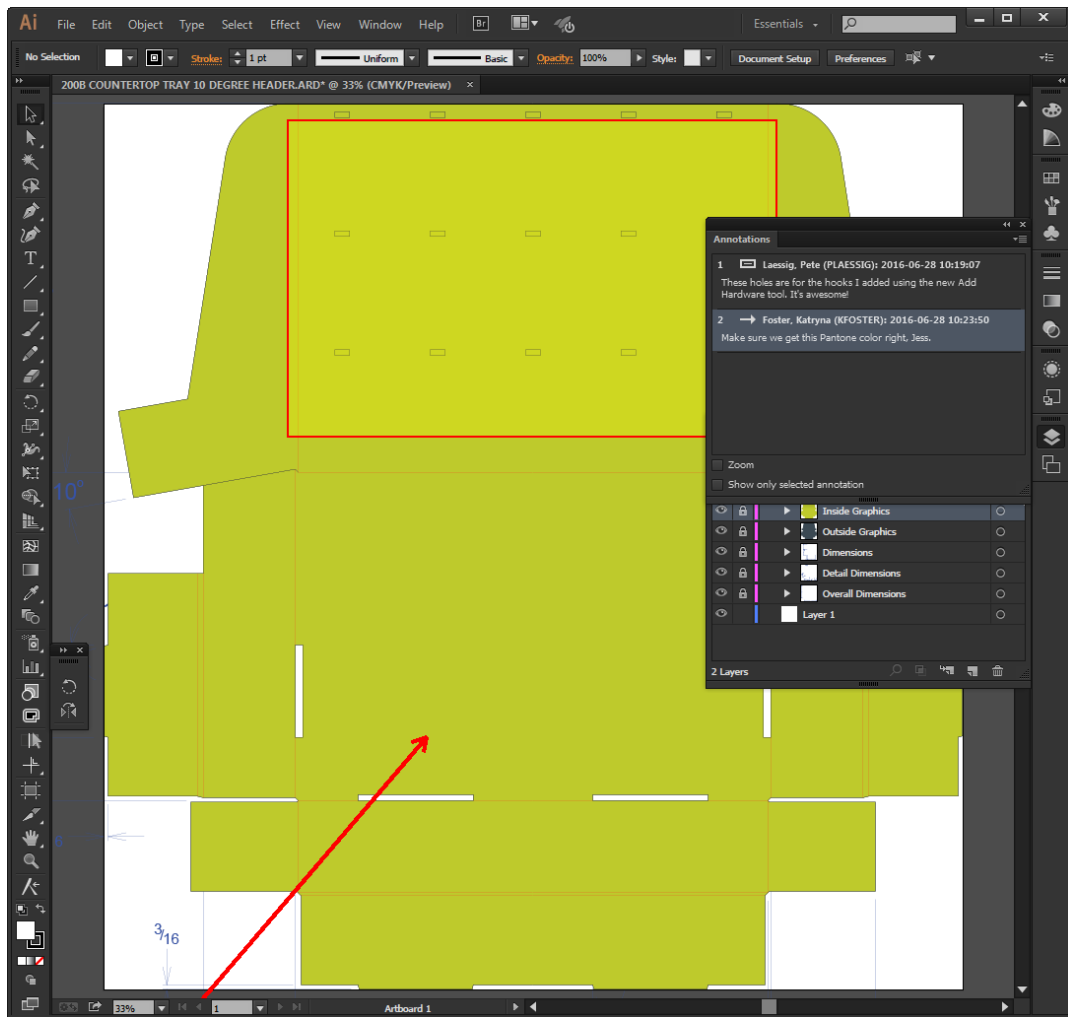 Ai File Edit Object Type Select Effect View Window Help Br Essentials
No Selection Stroke: 1 pt Uniform Basic Opacity: 100% Style: Document Setup Preferences
200B COUNTERTOP TRAY 10 DEGREE HEADER.ARD* @ 33% (CMYK/Preview) ×
Annotations
1 Laessig, Pete (PLAESSIG): 2016-06-28 10:19:07
These holes are for the hooks I added using the new Add
Hardware tool. It's awesome!
2 Foster, Katryna (KFOSTER): 2016-06-28 10:23:50
Make sure we get this Pantone color right, Jess.
Zoom
Show only selected annotation
10°
Inside Graphics
Outside Graphics
Dimensions
Detail Dimensions
Overall Dimensions
Layer 1
2 Layers
3/16
33% 1 Artboard 1